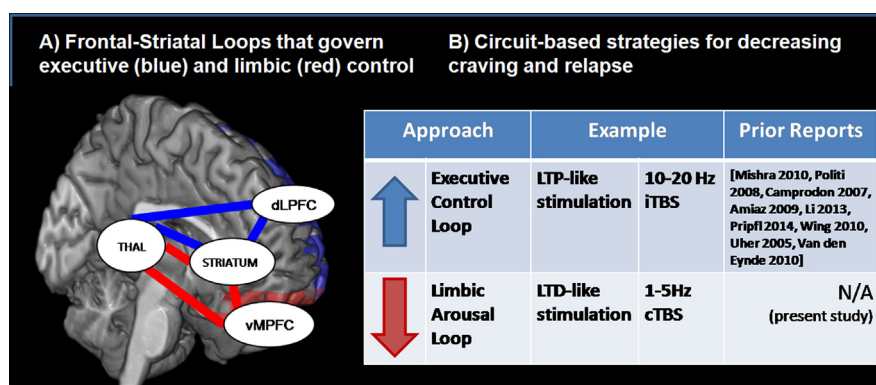 A) Frontal-Striatal Loops that govern
executive (blue) and limbic (red) control
B) Circuit-based strategies for decreasing
craving and relapse
dLPFC
THAL
STRIATUM
vMPFC
Approach Example Prior Reports
Executive
Control
Loop
LTP-like
stimulation
10-20 Hz
iTBS
[Mishra 2010, Politi
2008, Camprodon 2007,
Amiaz 2009, Li 2013,
Pripfl 2014, Wing 2010,
Uher 2005, Van den
Eynde 2010]
Limbic
Arousal
Loop
LTD-like
stimulation
1-5Hz
cTBS
N/A
(present study)